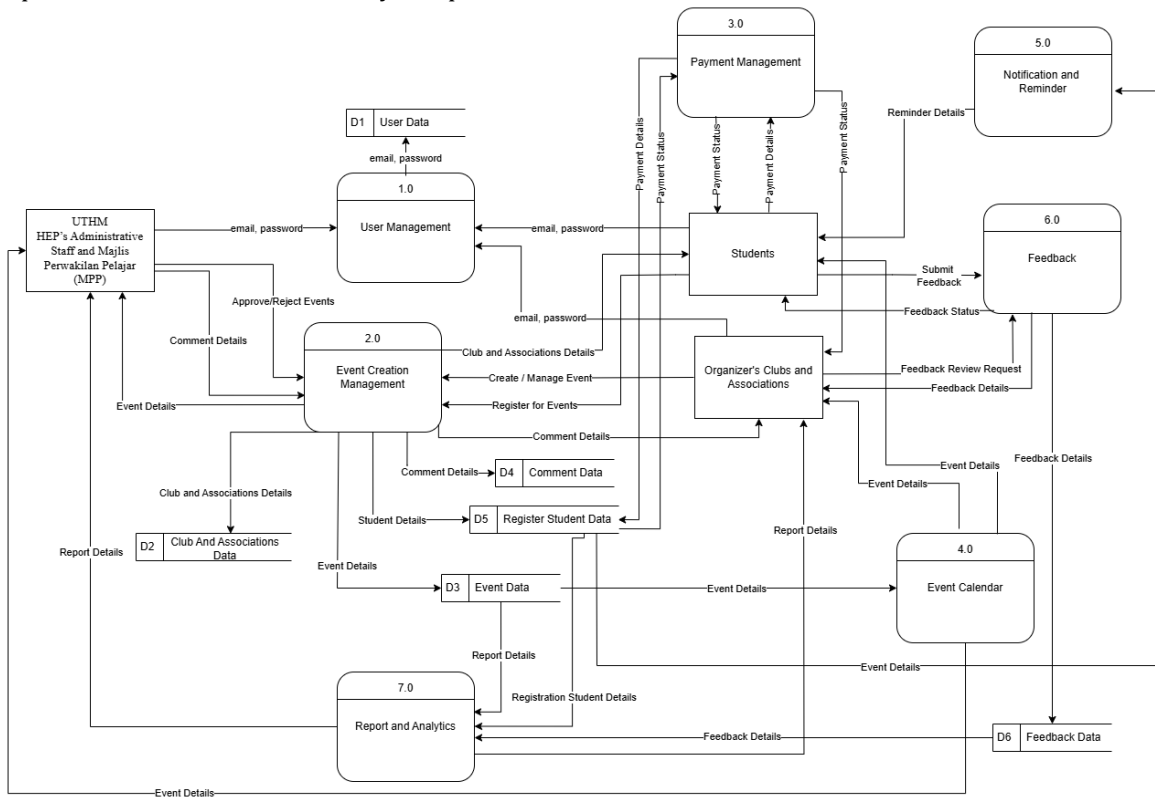 3.0
Payment Management
5.0
Notification and
Reminder
D1 User Data
Payment Details
Payment Status
Payment Status
Payment Details
Payment Status
Reminder Details
email, password
1.0
User Management
UTHM
HEP's Administrative
Staff and Majlis
Perwakilan Pelajar
(MPP)
email, password
email, password
Students
6.0
Feedback
Submit
Feedback
Approve/Reject Events
Feedback Status
email, password
Comment Details
2.0
Event Creation
Management
Club and Associations Details
Organizer's Clubs and
Associations
Feedback Review Request
Create / Manage Event
Feedback Details
Event Details
Register for Events
Comment Details
Feedback Details
Event Details
Event Details
Comment Details
D4 Comment Data
Club and Associations Details
Student Details
D5 Register Student Data
Report Details
D2 Club And Associations
Data
Report Details
4.0
Event Calendar
Event Details
D3 Event Data
Event Details
Report Details
Event Details
Registration Student Details
7.0
Report and Analytics
Feedback Details
D6 Feedback Data
Event Details